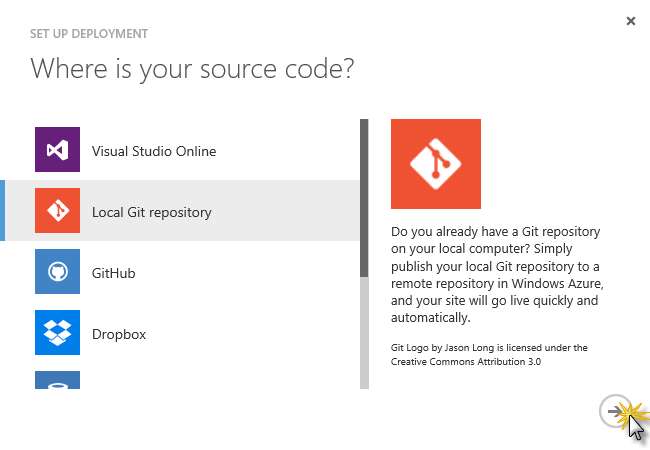 SET UP DEPLOYMENT
Where is your source code?
Visual Studio Online
Local Git repository
GitHub
Dropbox
Do you already have a Git repository
on your local computer? Simply
publish your local Git repository to a
remote repository in Windows Azure,
and your site will go live quickly and
automatically.
Git Logo by Jason Long is licensed under the
Creative Commons Attribution 3.0